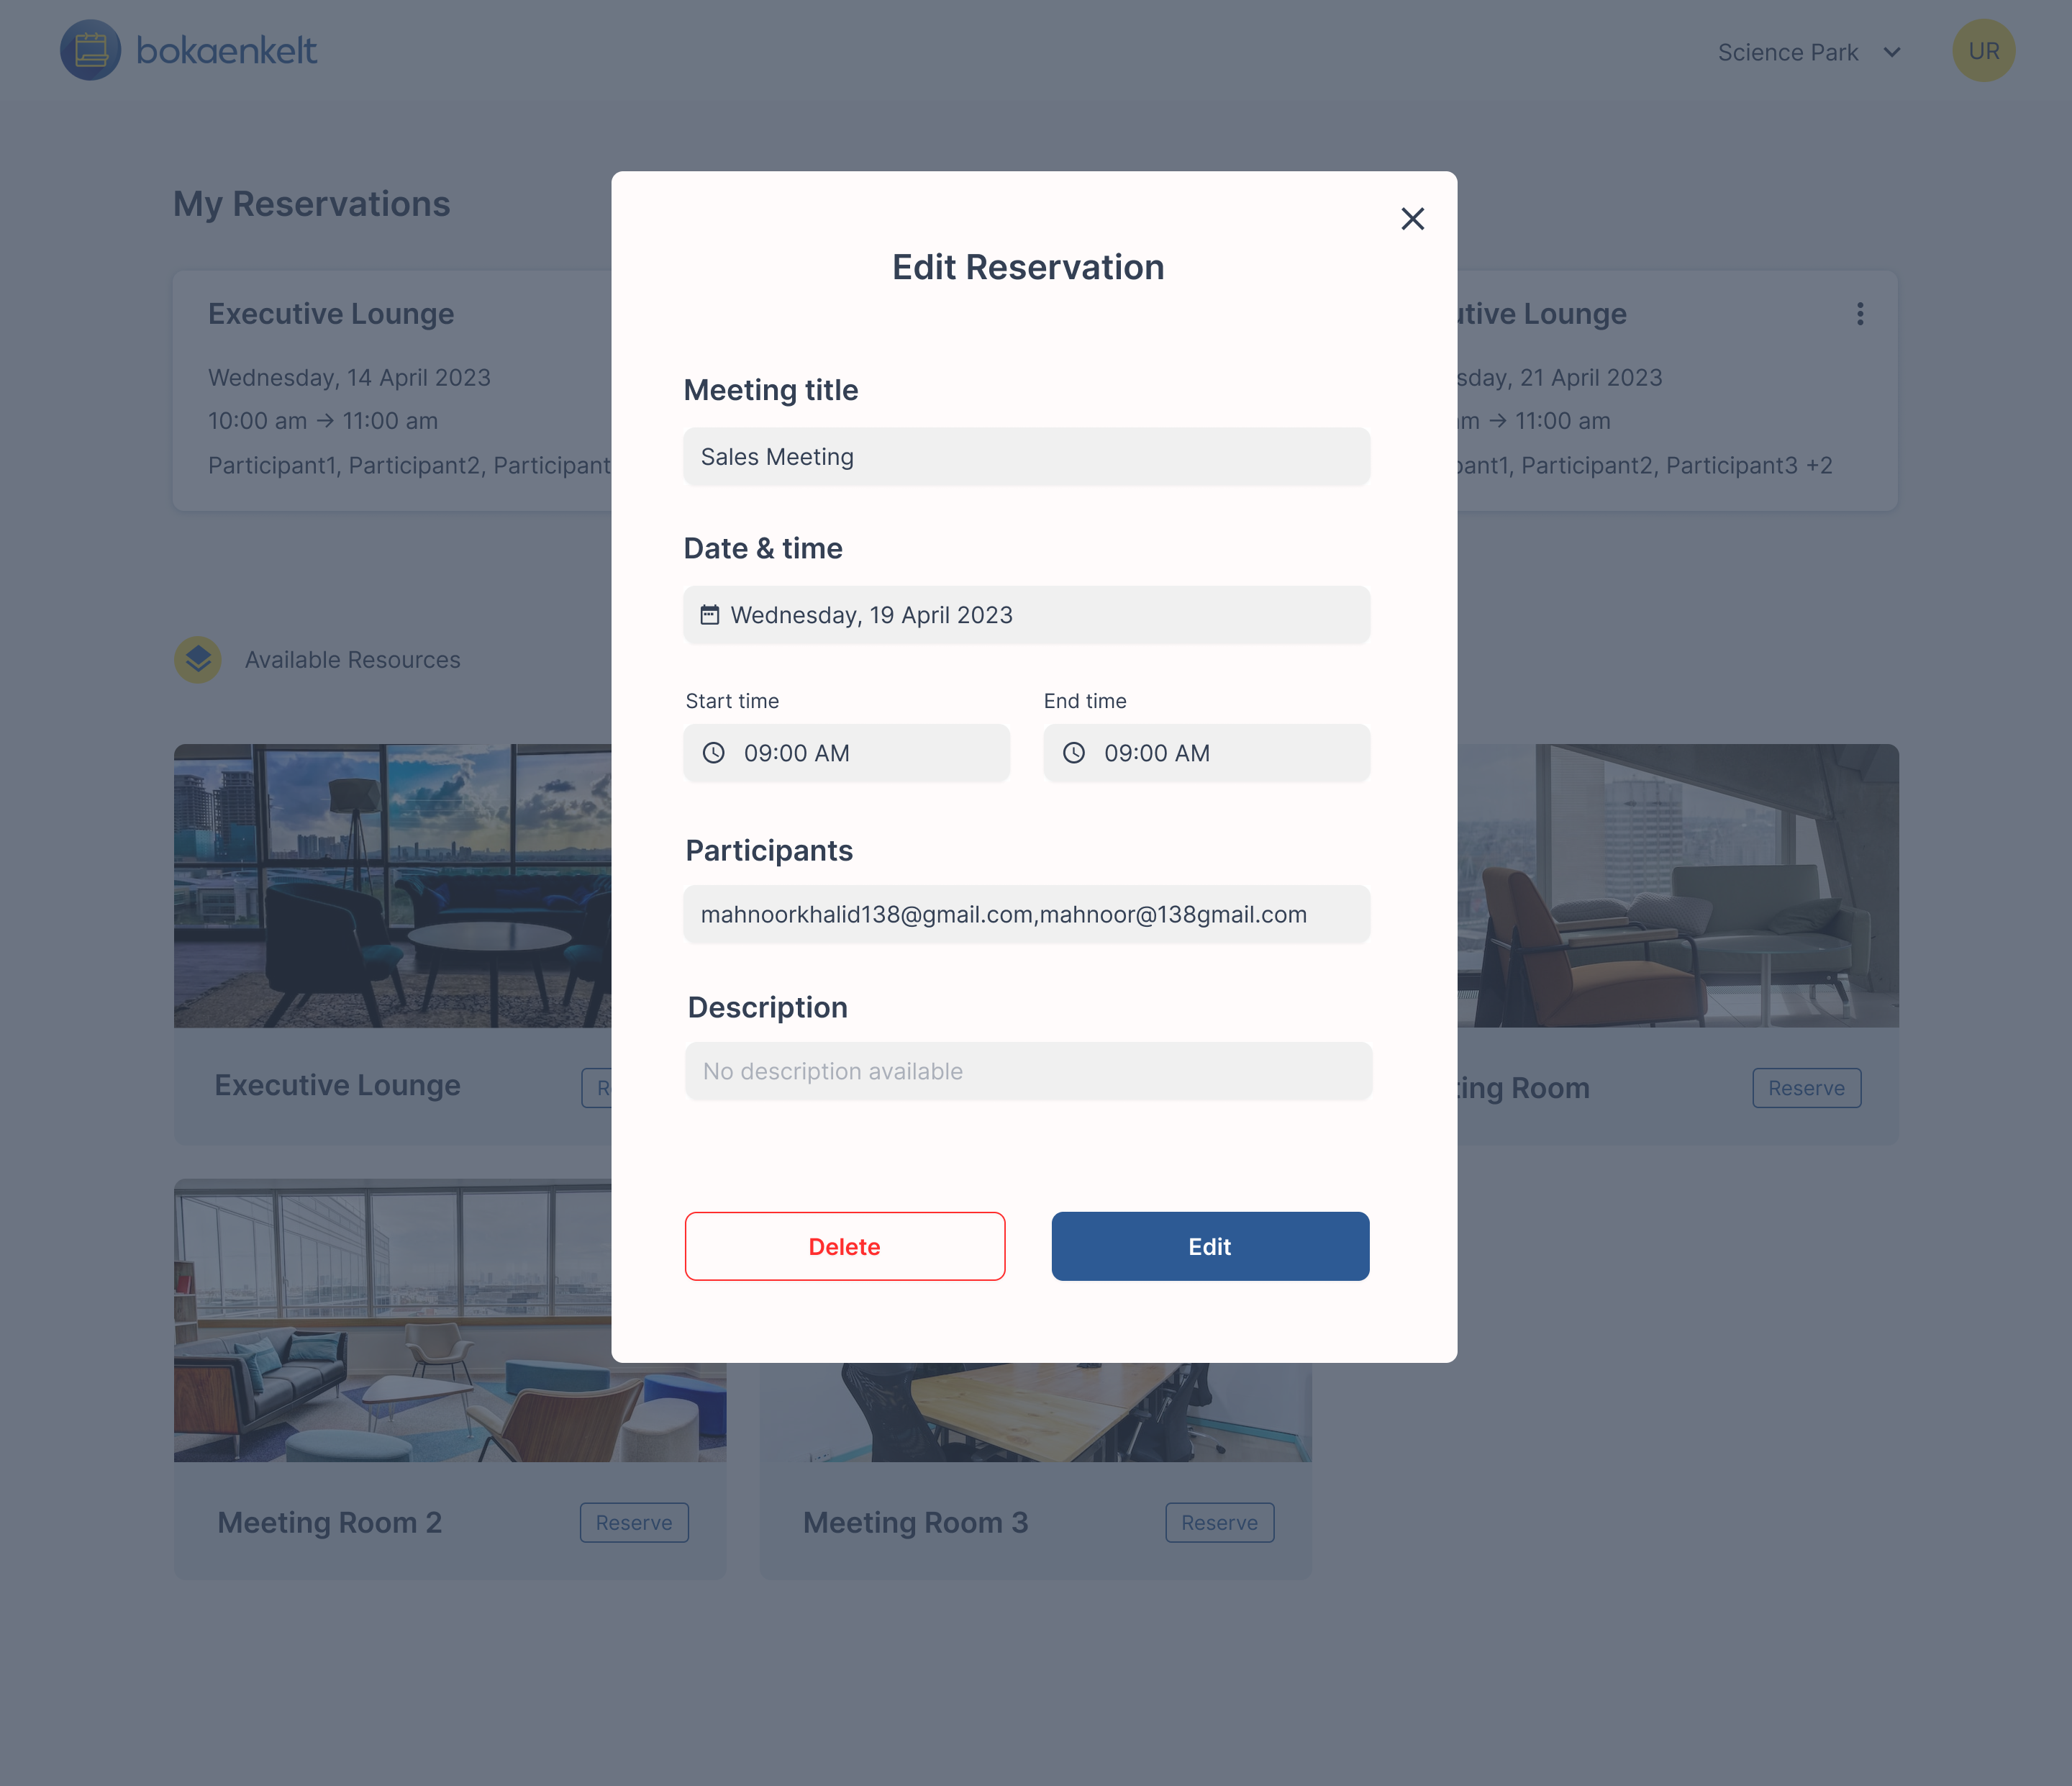 bokaenkelt
Science Park
UR
My Reservations
Executive Lounge
Wednesday, 14 April 2023
10:00 am → 11:00 am
Participant1, Participant2, Participant
utive Lounge
sday, 21 April 2023
am → 11:00 am
pant1, Participant2, Participant3 +2
Edit Reservation
Meeting title
Sales Meeting
Date & time
Wednesday, 19 April 2023
Start time
End time
09:00 AM
09:00 AM
Participants
mahnoorkhalid138@gmail.com,mahnoor@138gmail.com
Description
No description available
Delete
Edit
Available Resources
Executive Lounge
R
ting Room
Reserve
Meeting Room 2
Reserve
Meeting Room 3
Reserve